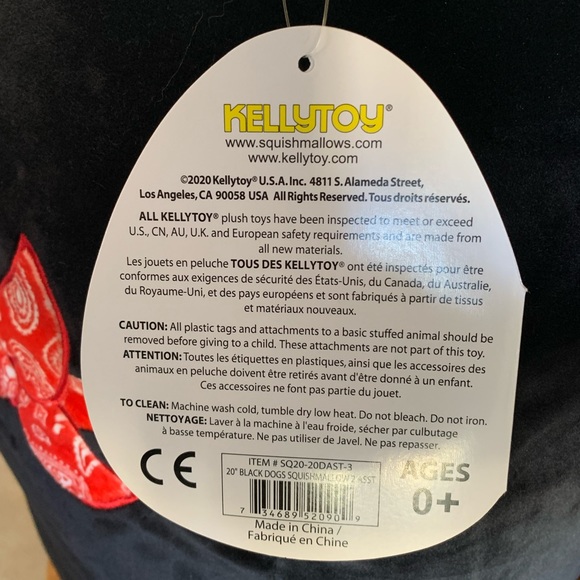 KELLYTOY®
www.squishmallows.com
www.kellytoy.com
©2020 Kellytoy® U.S.A. Inc. 4811 S. Alameda Street,
Los Angeles, CA 90058 USA All Rights Reserved. Tous droits réservés.
ALL KELLYTOY® plush toys have been inspected to meet or exceed
U.S., CN, AU, U.K. and European safety requirements and are made from
all new materials.
Les jouets en peluche TOUS DES KELLYTOY® ont été inspectés pour être
conformes aux exigences de sécurité des États-Unis, du Canada, du Australie,
du Royaume-Uni, et des pays européens et sont fabriqués à partir de tissus
et matériaux nouveaux.
CAUTION: All plastic tags and attachments to a basic stuffed animal should be
removed before giving to a child. These attachments are not part of this toy.
ATTENTION: Toutes les étiquettes en plastiques, ainsi que les accessoires des
animaux en peluche doivent être retirés avant d'être donné à un enfant.
Ces accessoires ne font pas partie du jouet.
TO CLEAN: Machine wash cold, tumble dry low heat. Do not bleach. Do not iron.
NETTOYAGE: Laver à la machine à l'eau froide, sécher par culbutage
à basse température. Ne pas utiliser de Javel. Ne pas repasser.
CE
ITEM # SQ20-20DAST-3
20" BLACK DOGS SQUISHMALLOW 2 ASST
7 34689 52090 9
Made in China /
Fabriqué en Chine
AGES
0+